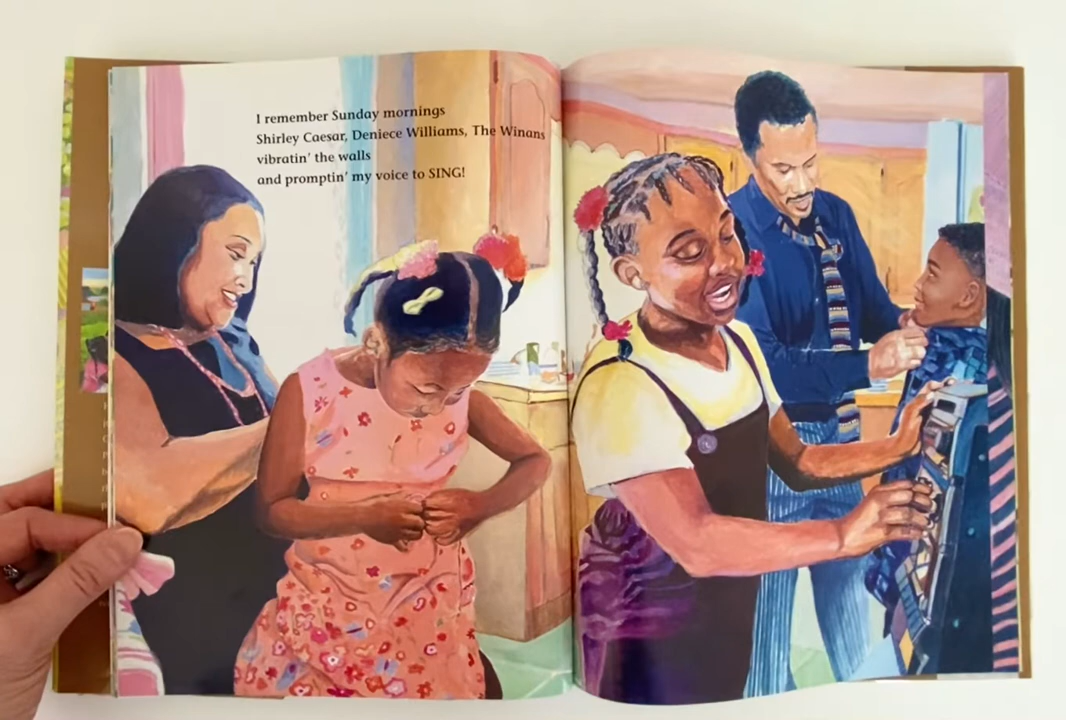 I remember Sunday mornings
Shirley Caesar, Deniece Williams, The Winans
vibratin' the walls
and promptin' my voice to SING!